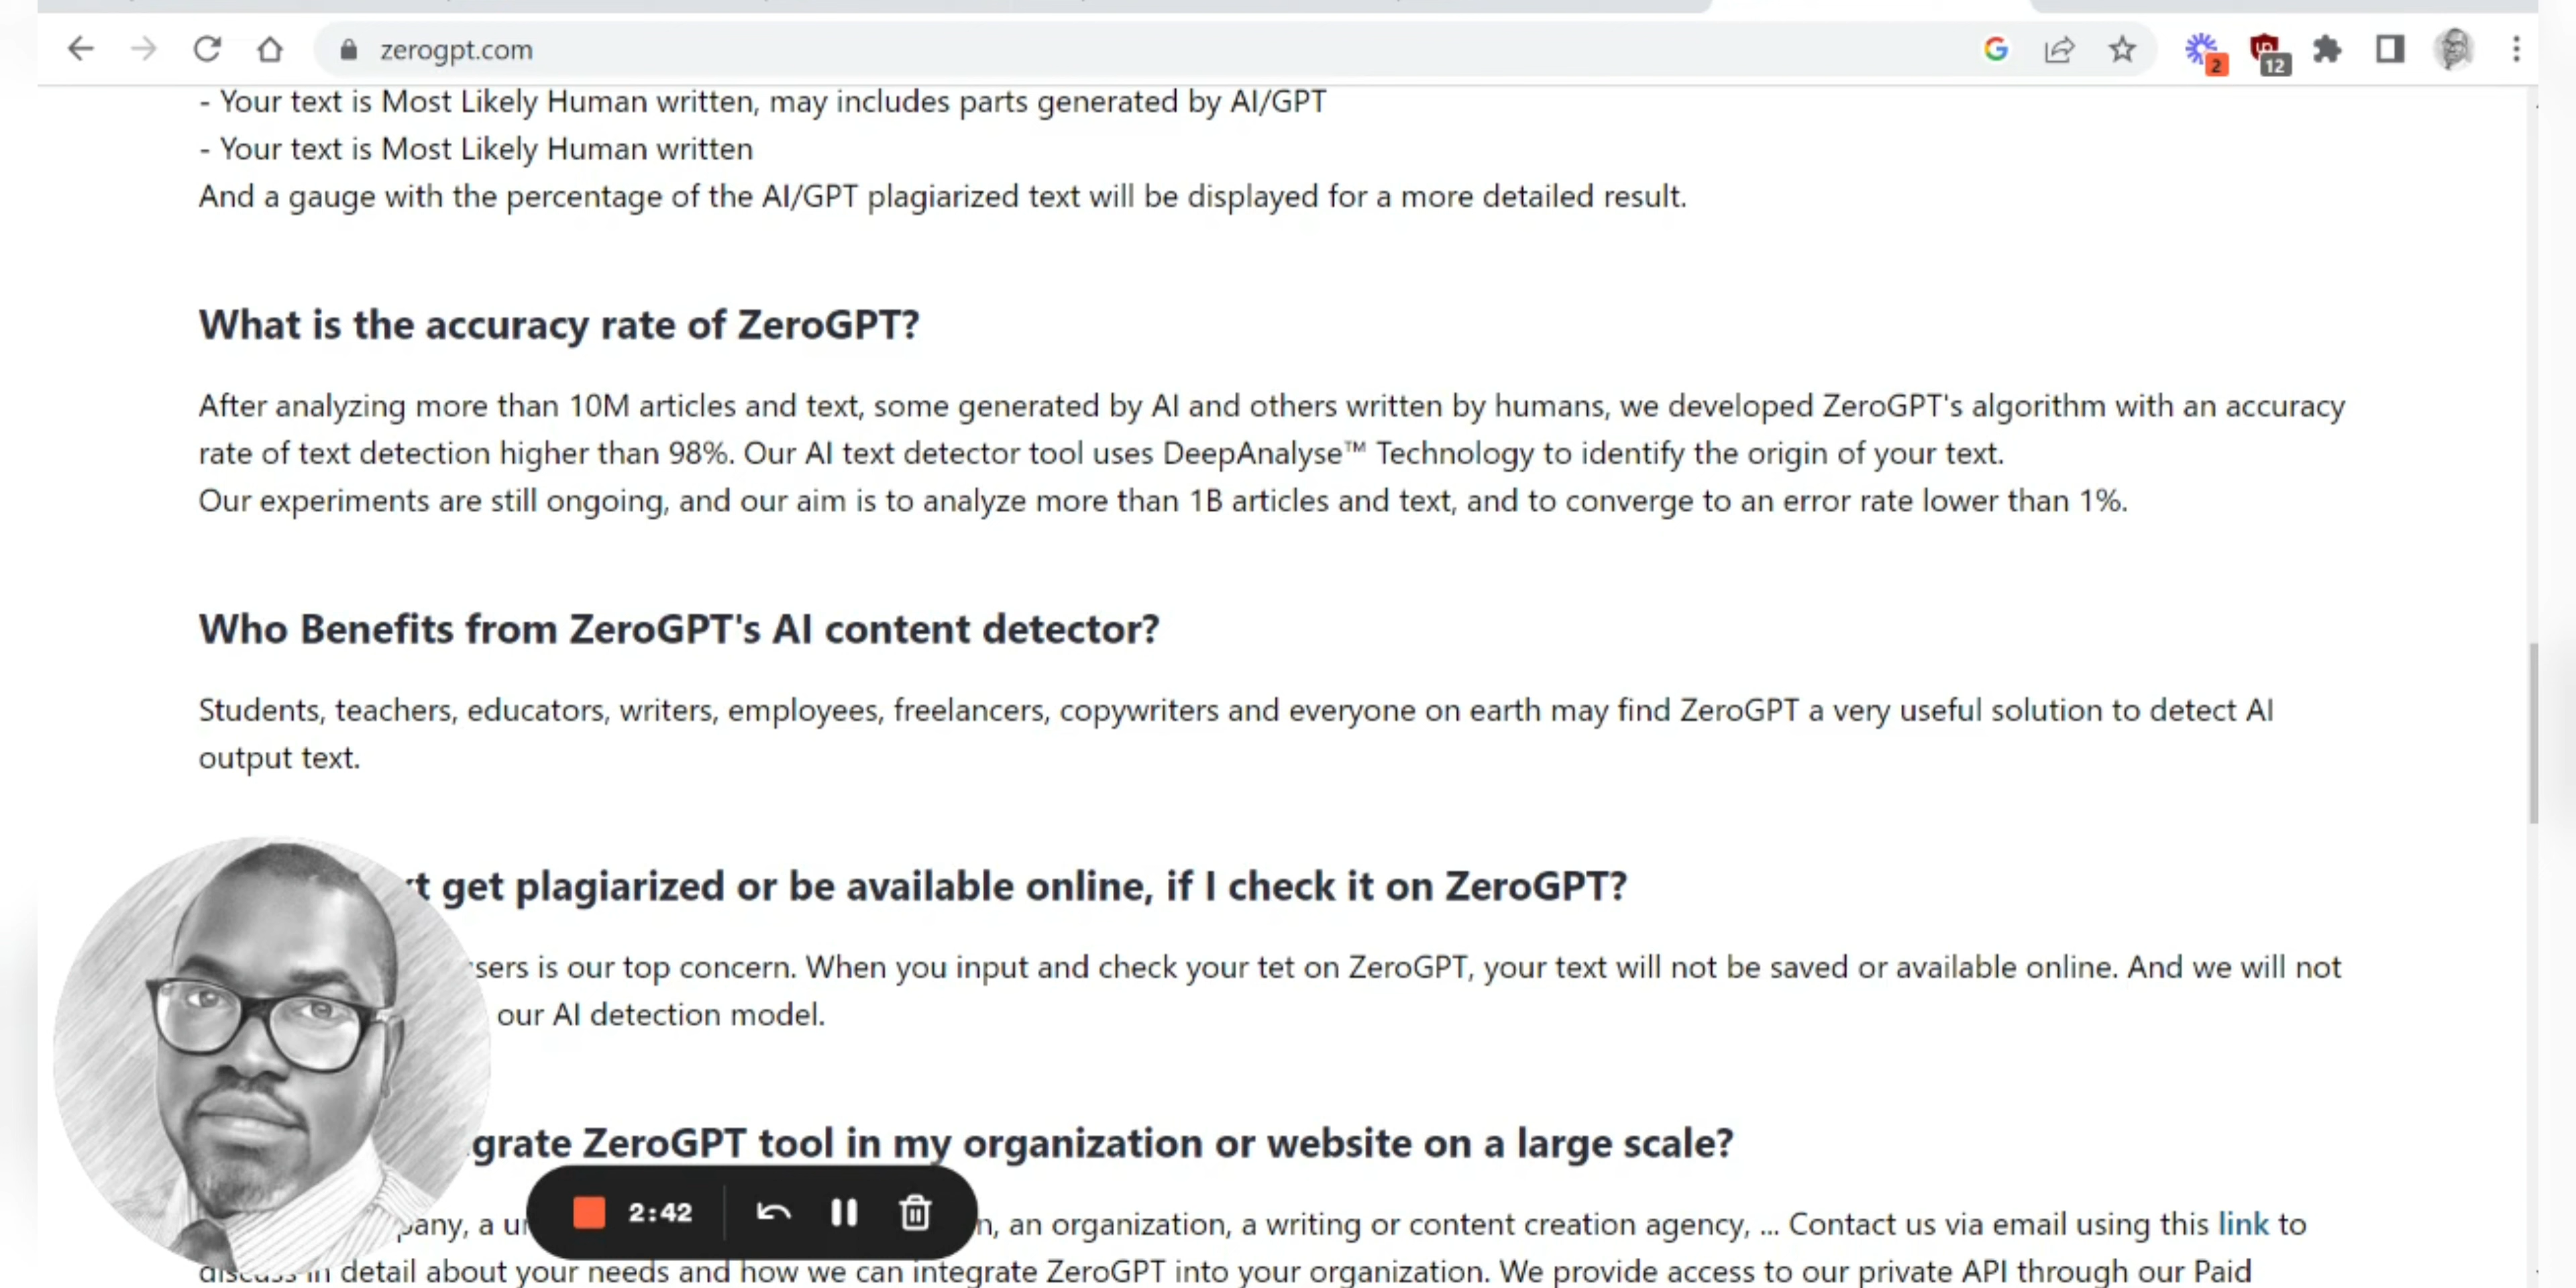 zerogpt.com
2
12
- Your text is Most Likely Human written, may includes parts generated by AI/GPT
- Your text is Most Likely Human written
And a gauge with the percentage of the AI/GPT plagiarized text will be displayed for a more detailed result.
What is the accuracy rate of ZeroGPT?
After analyzing more than 10M articles and text, some generated by AI and others written by humans, we developed ZeroGPT's algorithm with an accuracy
rate of text detection higher than 98%. Our AI text detector tool uses DeepAnalyse™ Technology to identify the origin of your text.
Our experiments are still ongoing, and our aim is to analyze more than 1B articles and text, and to converge to an error rate lower than 1%.
Who Benefits from ZeroGPT's AI content detector?
Students, teachers, educators, writers, employees, freelancers, copywriters and everyone on earth may find ZeroGPT a very useful solution to detect AI
output text.
get plagiarized or be available online, if I check it on ZeroGPT?
is our top concern. When you input and check your tet on ZeroGPT, your text will not be saved or available online. And we will not
our AI detection model.
ZeroGPT tool in my organization or website on a large scale?
2:42
a an organization, a writing or content creation agency, ... Contact us via email using this link to
in detail about your needs and how we can integrate ZeroGPT into your organization. We provide access to our private API through our Paid